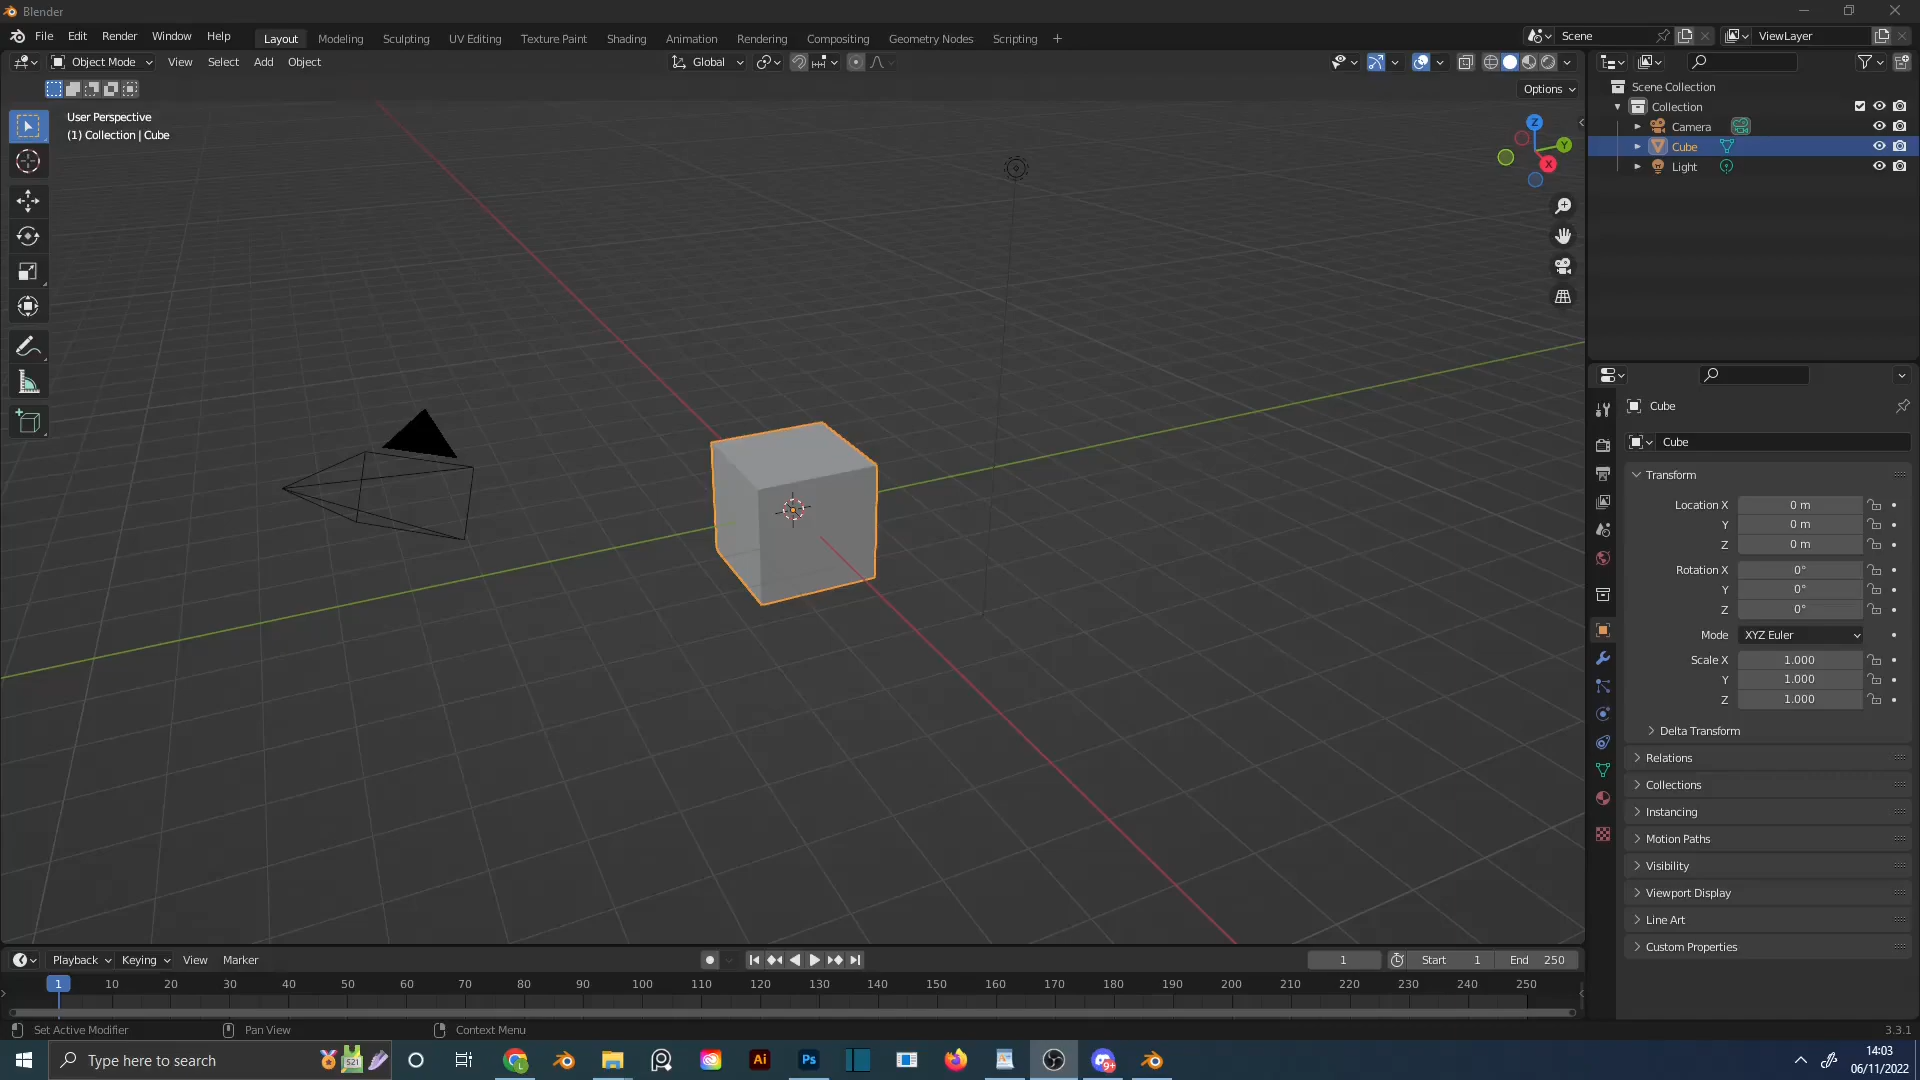 Blender
File Edit Render Window Help Layout Modeling Sculpting UV Editing Texture Paint Shading Animation Rendering Compositing Geometry Nodes Scripting + Scene ViewLayer
Object Mode View Select Add Object Global
Options
User Perspective
(1) Collection | Cube
Z
Y
X
Scene Collection
Collection
Camera
Cube
Light
Cube
Cube
Transform
Location X 0 m
Y 0 m
Z 0 m
Rotation X 0°
Y 0°
Z 0°
Mode XYZ Euler
Scale X 1.000
Y 1.000
Z 1.000
Delta Transform
Relations
Collections
Instancing
Motion Paths
Visibility
Viewport Display
Line Art
Custom Properties
Playback Keying View Marker 1 Start 1 End 250
1 10 20 30 40 50 60 70 80 90 100 110 120 130 140 150 160 170 180 190 200 210 220 230 240 250
Set Active Modifier Pan View Context Menu 3.3.1
Type here to search 521 L Ai Ps 9+ 14:03
06/11/2022